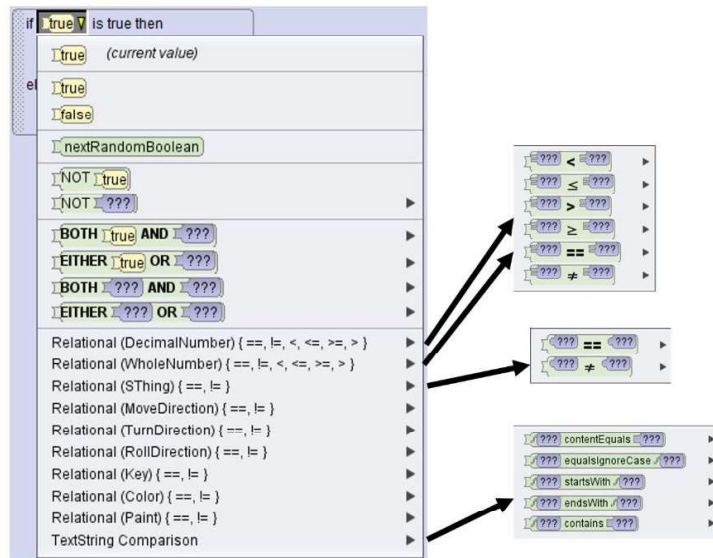 if true is true then
true (current value)
el
true
false
nextRandomBoolean
NOT true
NOT ???
BOTH true AND ???
EITHER true OR ???
BOTH ??? AND ???
EITHER ??? OR ???
Relational (DecimalNumber) { ==, !=, <, <=, >=, > }
Relational (WholeNumber) { ==, !=, <, <=, >=, > }
Relational (SThing) { ==, != }
Relational (MoveDirection) { ==, != }
Relational (TurnDirection) { ==, != }
Relational (RollDirection) { ==, != }
Relational (Key) { ==, != }
Relational (Color) { ==, != }
Relational (Paint) { ==, != }
TextString Comparison
??? < ???
??? ≤ ???
??? > ???
??? ≥ ???
??? == ???
??? ≠ ???
??? == ???
??? ≠ ???
??? contentEquals ???
??? equalsIgnoreCase ???
??? startsWith ???
??? endsWith ???
??? contains ???